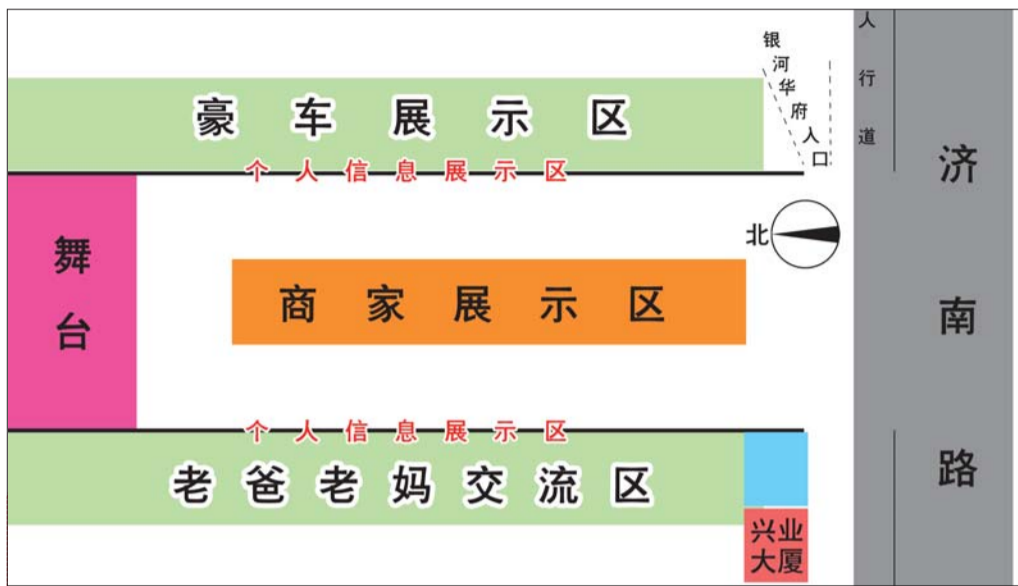 豪车展示区
个人信息展示区
银河华府入口
人行道
济南路
舞台
北
商家展示区
个人信息展示区
老爸老妈交流区
兴业
大厦